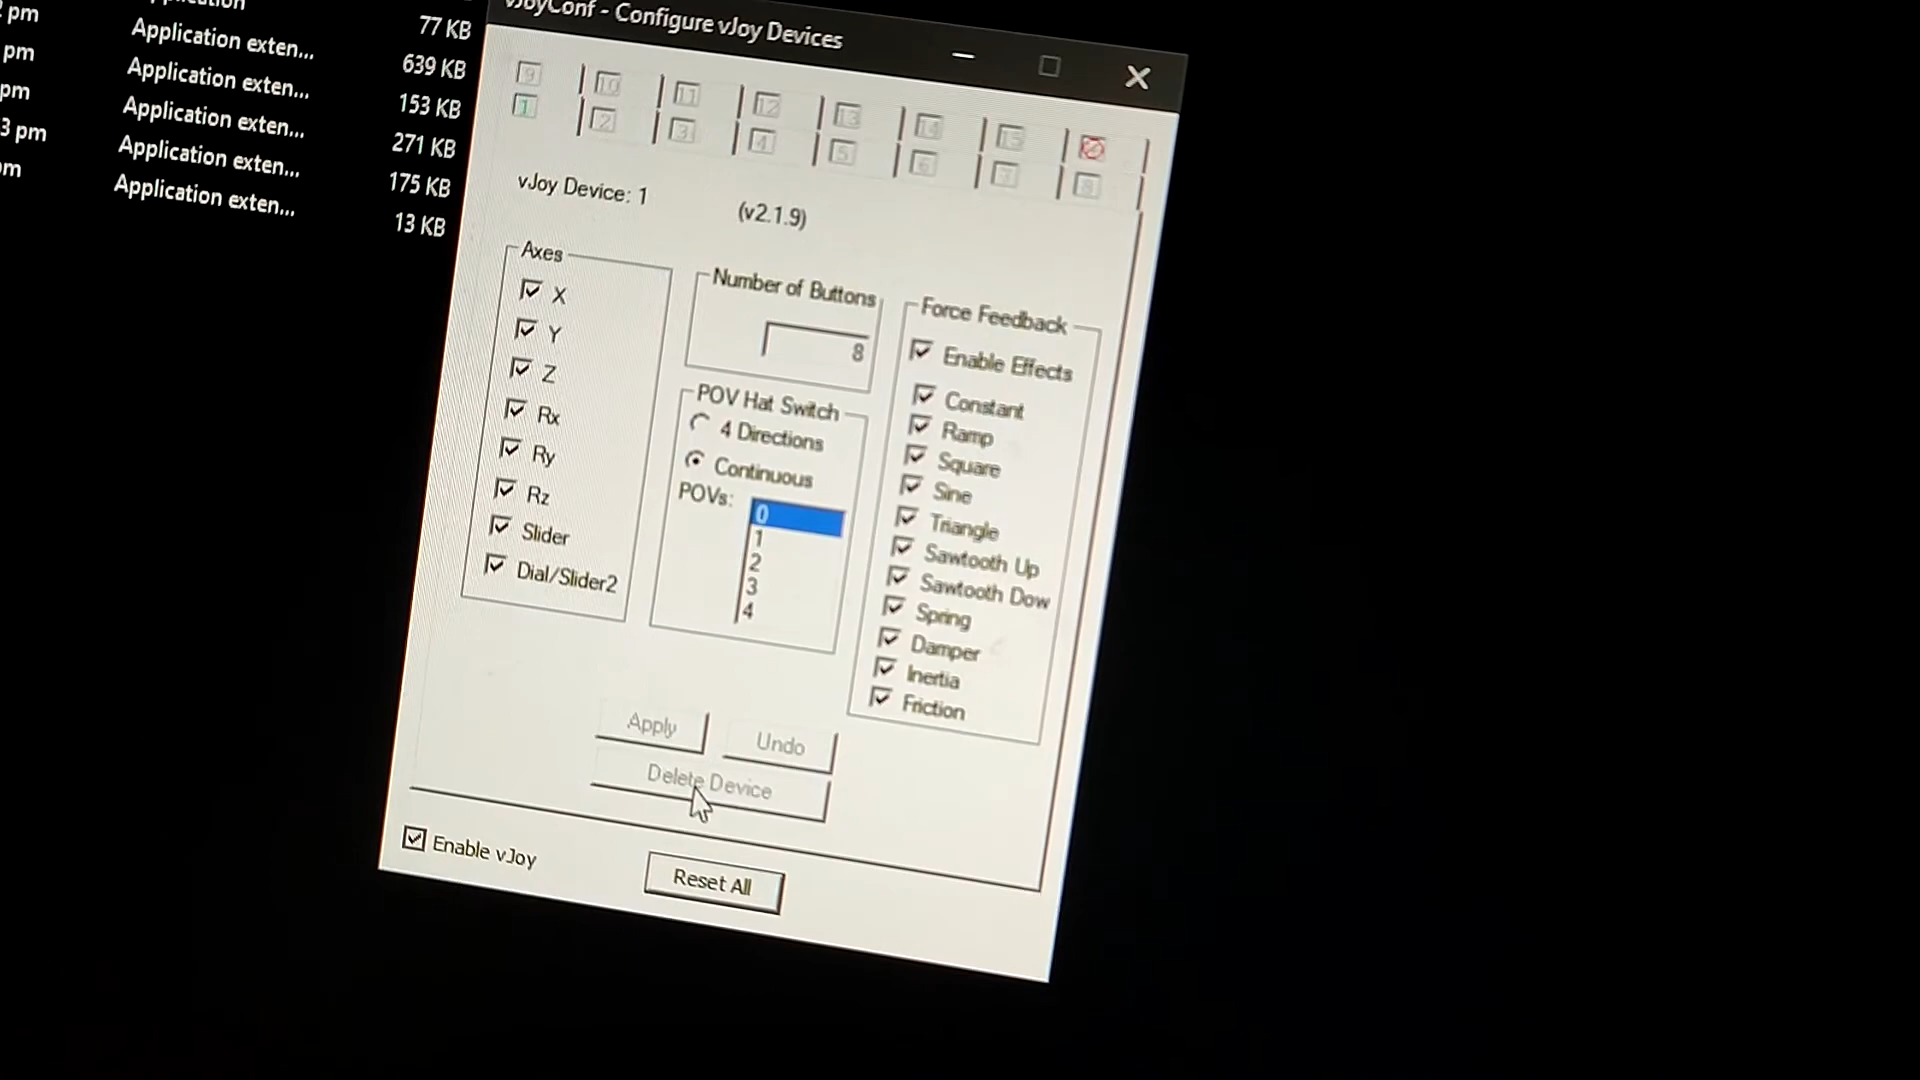 pm
Application exten... 77 KB
pm
Application exten... 639 KB
pm
Application exten... 153 KB
3 pm
Application exten... 271 KB
Application exten... 175 KB
13 KB
vJoyConf - Configure vJoy Devices
9 10 11 12 13 14 15
1 2 3 4 5 6 7 8
vJoy Device: 1 (v2.1.9)
Axes
X
Y
Z
Rx
Ry
Rz
Slider
Dial/Slider2
Number of Buttons
8
POV Hat Switch
4 Directions
Continuous
POVs:
0
1
2
3
4
Force Feedback
Enable Effects
Constant
Ramp
Square
Sine
Triangle
Sawtooth Up
Sawtooth Dow
Spring
Damper
Inertia
Friction
Apply Undo
Delete Device
Enable vJoy
Reset All